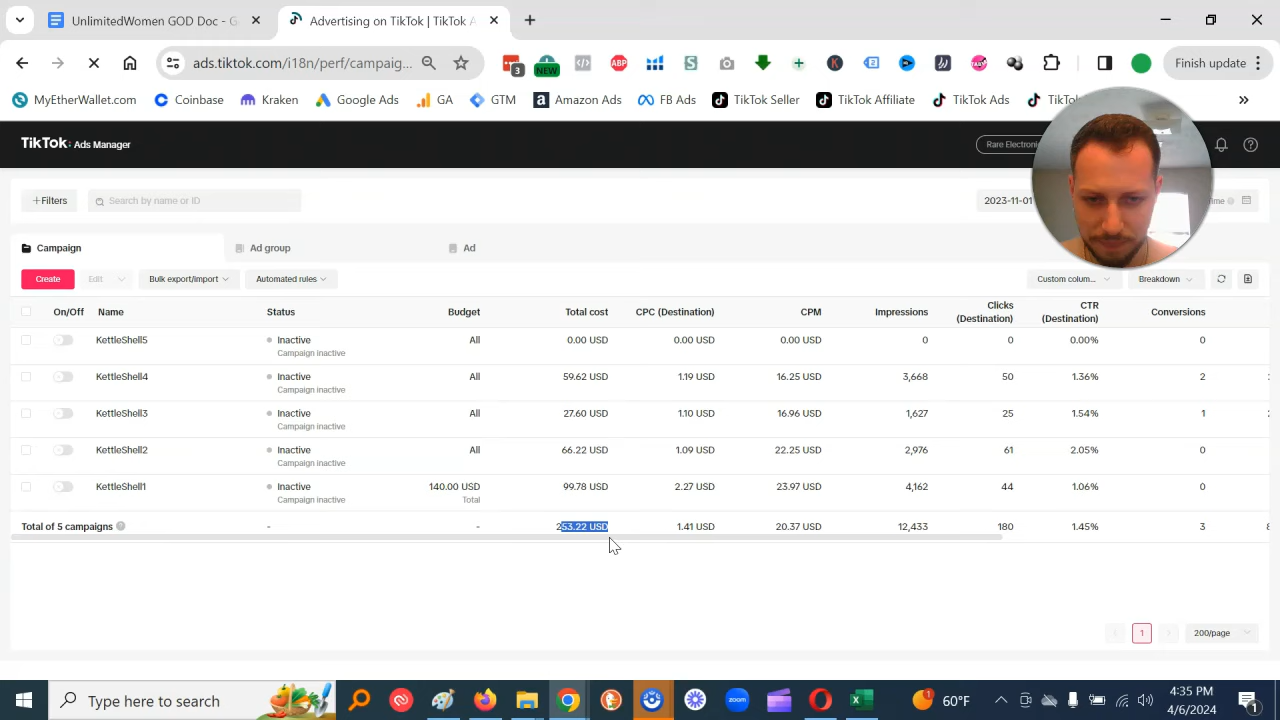 UnlimitedWomen GOD Doc - G
Advertising on TikTok | TikTok A
ads.tiktok.com/i18n/perf/campaig...
3
NEW
ABP
Finish update
MyEtherWallet.com
Coinbase
Kraken
Google Ads
GA
GTM
Amazon Ads
FB Ads
TikTok Seller
TikTok Affiliate
TikTok Ads
TikTok
TikTok: Ads Manager
Rare Electroni
+Filters
Search by name or ID
2023-11-01
Campaign
Ad group
Ad
Create
Edit
Bulk export/import
Automated rules
Custom colum...
Breakdown
On/Off Name Status Budget Total cost CPC (Destination) CPM Impressions Clicks (Destination) CTR (Destination) Conversions
KettleShell5 Inactive All 0.00 USD 0.00 USD 0.00 USD 0 0 0.00% 0
Campaign inactive
KettleShell4 Inactive All 59.62 USD 1.19 USD 16.25 USD 3,668 50 1.36% 2
Campaign inactive
KettleShell3 Inactive All 27.60 USD 1.10 USD 16.96 USD 1,627 25 1.54% 1
Campaign inactive
KettleShell2 Inactive All 66.22 USD 1.09 USD 22.25 USD 2,976 61 2.05% 0
Campaign inactive
KettleShell1 Inactive 140.00 USD 99.78 USD 2.27 USD 23.97 USD 4,162 44 1.06% 0
Campaign inactive Total
Total of 5 campaigns - - 253.22 USD 1.41 USD 20.37 USD 12,433 180 1.45% 3
1
200/page
Type here to search
zoom
1
60°F
4:35 PM
4/6/2024
1